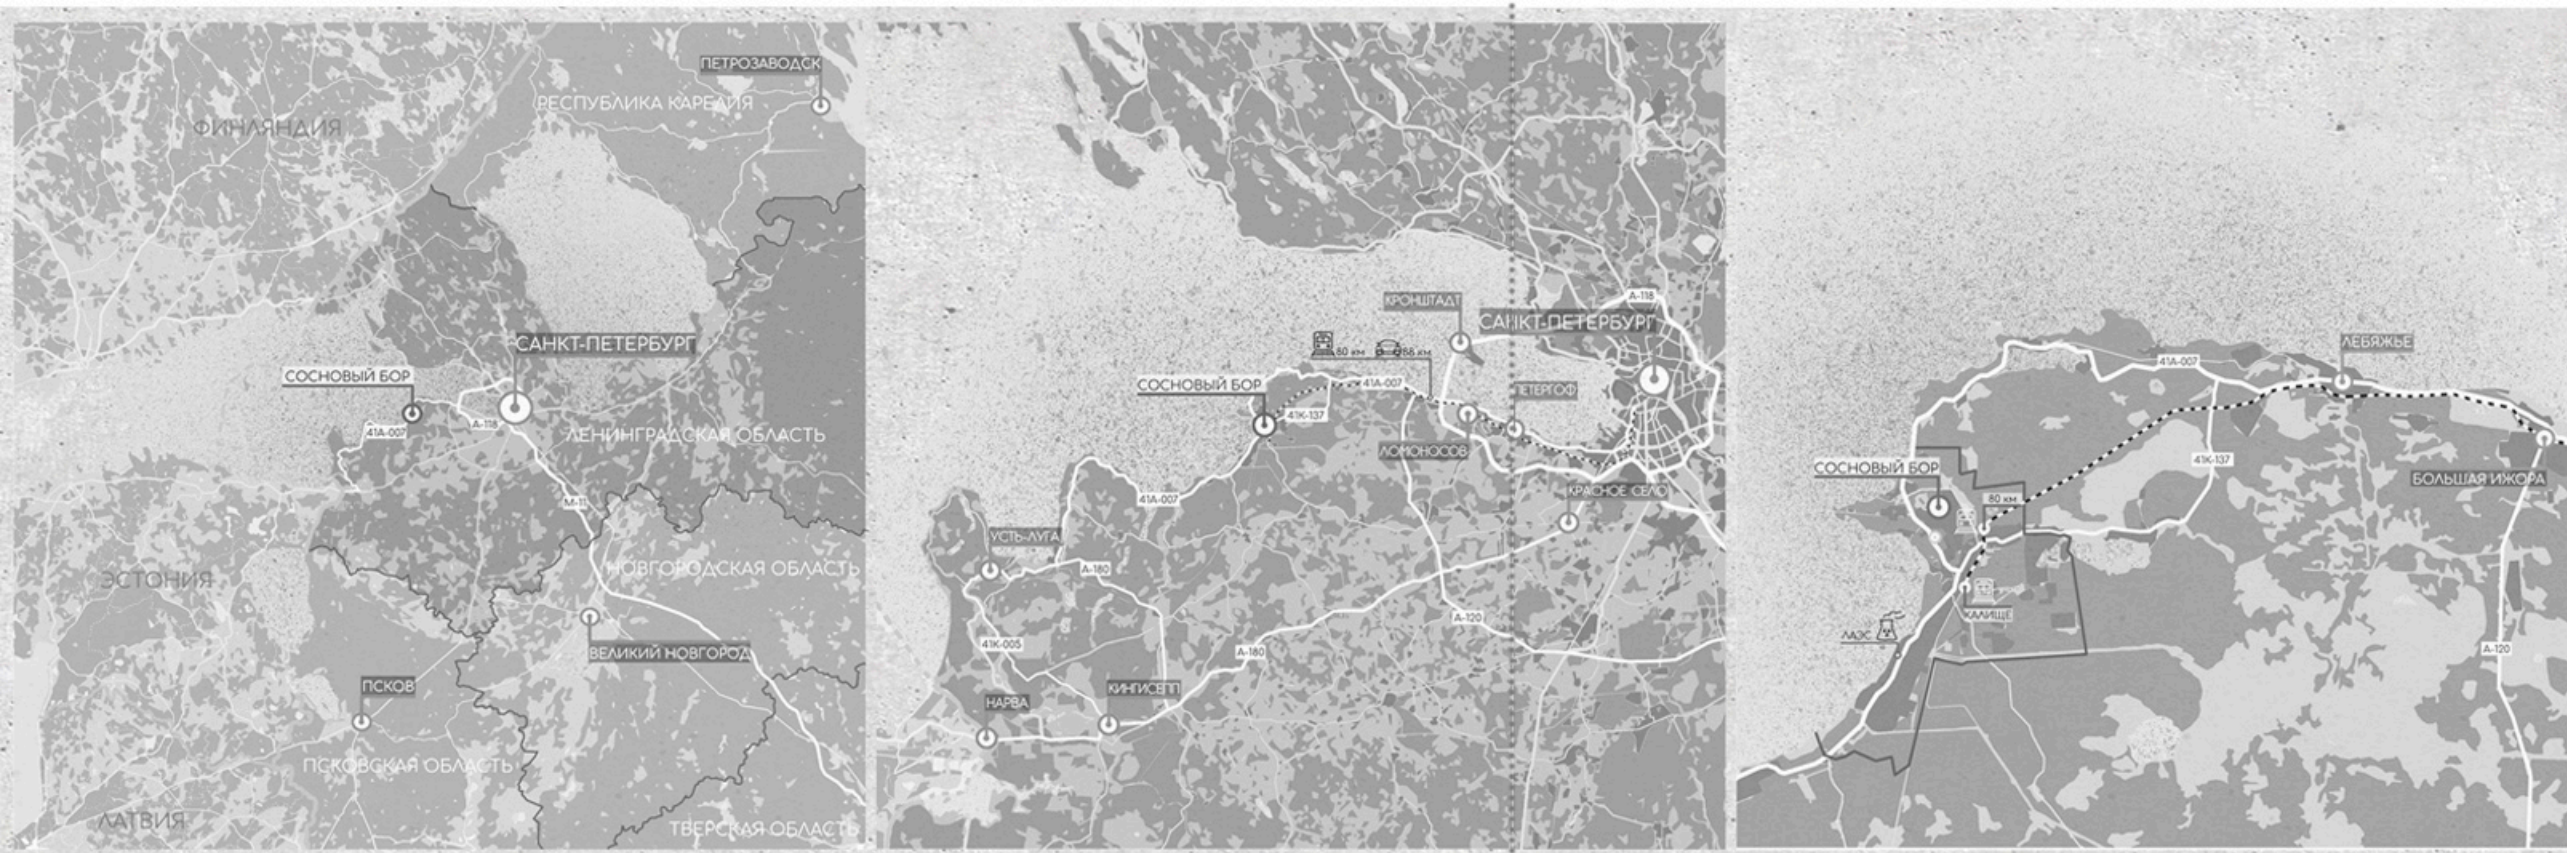 ПЕТРОЗАВОДСК
РЕСПУБЛИКА КАРЕЛИЯ
ФИНЛЯНДИЯ
САНКТ-ПЕТЕРБУРГ
СОСНОВЫЙ БОР
41А-007
А-118
ЛЕНИНГРАДСКАЯ ОБЛАСТЬ
М-11
ЭСТОНИЯ
НОВГОРОДСКАЯ ОБЛАСТЬ
ВЕЛИКИЙ НОВГОРОД
ПСКОВ
ПСКОВСКАЯ ОБЛАСТЬ
ЛАТВИЯ
ТВЕРСКАЯ ОБЛАСТЬ
А-118
КРОНШТАДТ
САНКТ-ПЕТЕРБУРГ
80 км
88 км
СОСНОВЫЙ БОР
41А-007
ПЕТЕРГОФ
41К-137
ЛОМОНОСОВ
КРАСНОЕ СЕЛО
41А-007
УСТЬ-ЛУГА
А-180
А-120
41К-005
А-180
КИНГИСЕПП
НАРВА
ЛЕБЯЖЬЕ
41А-007
СОСНОВЫЙ БОР
41К-137
БОЛЬШАЯ ИЖОРА
80 км
КАЛИЩЕ
ЛАЭС
А-120